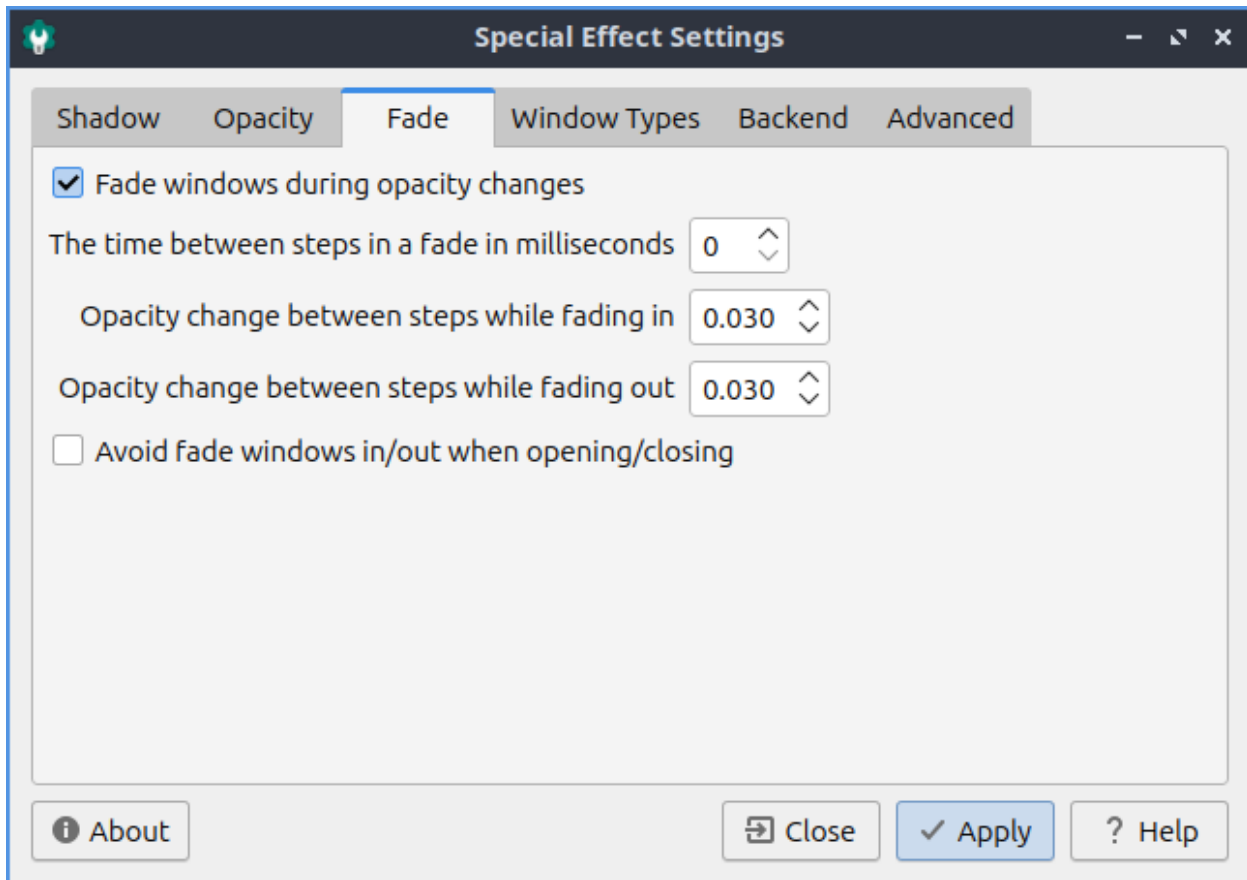 Special Effect Settings
Shadow Opacity Fade Window Types Backend Advanced
Fade windows during opacity changes
The time between steps in a fade in milliseconds 0
Opacity change between steps while fading in 0.030
Opacity change between steps while fading out 0.030
Avoid fade windows in/out when opening/closing
About Close Apply ? Help